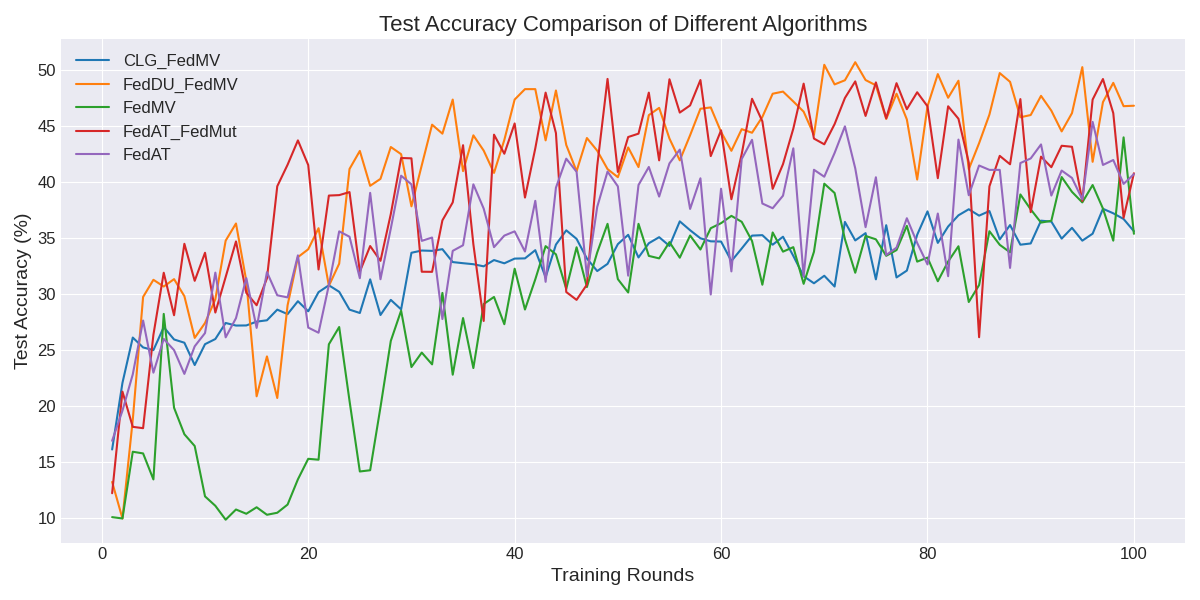 Test Accuracy Comparison of Different Algorithms
CLG_FedMV
FedDU_FedMV
FedMV
FedAT_FedMut
FedAT
Test Accuracy (%)
50
45
40
35
30
25
20
15
10
0 20 40 60 80 100
Training Rounds